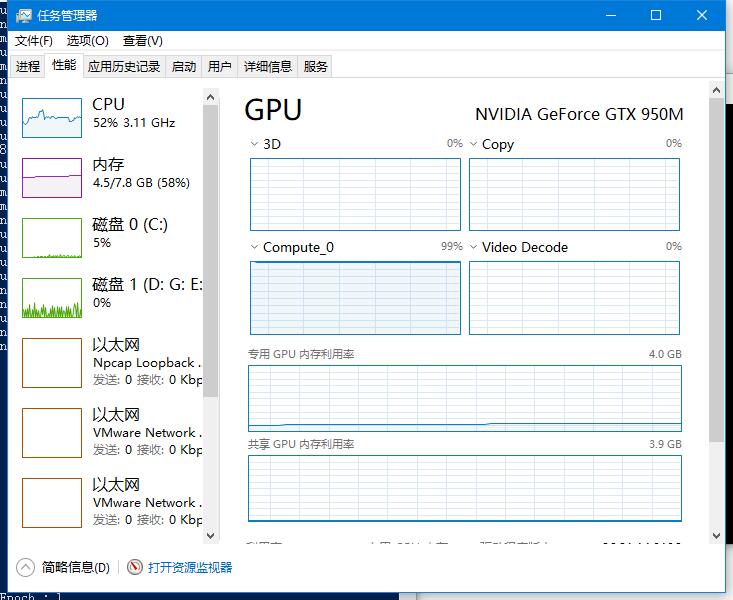 任务管理器
文件(F) 选项(O) 查看(V)
进程 性能 应用历史记录 启动 用户 详细信息 服务
CPU
52% 3.11 GHz
内存
4.5/7.8 GB (58%)
磁盘 0 (C:)
5%
磁盘 1 (D: G: E:
0%
以太网
Npcap Loopback .
发送: 0 接收: 0 Kbp
以太网
VMware Network .
发送: 0 接收: 0 Kbp
以太网
VMware Network .
发送: 0 接收: 0 Kbp
GPU
NVIDIA GeForce GTX 950M
3D 0%
Copy 0%
Compute_0 99%
Video Decode 0%
专用 GPU 内存利用率 4.0 GB
共享 GPU 内存利用率 3.9 GB
简略信息(D) 打开资源监视器
Epoch : 1